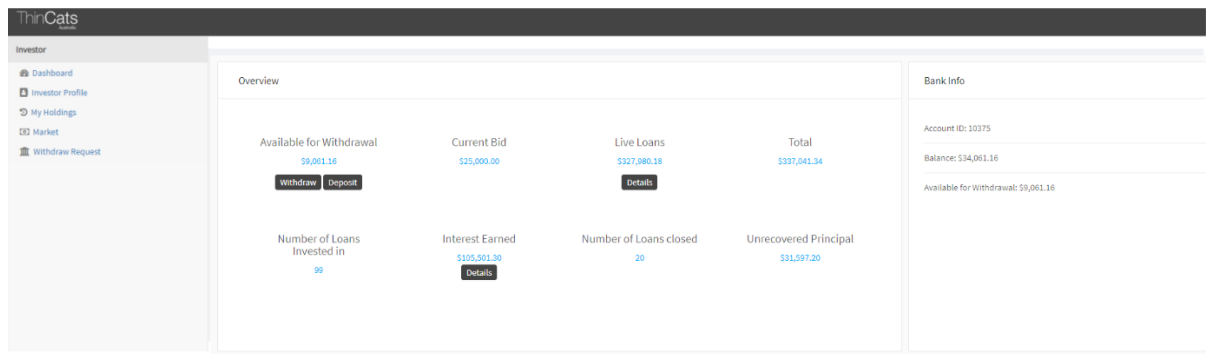 ThinCats
Australia
Investor
Dashboard
Investor Profile
My Holdings
Market
Withdraw Request
Overview
Available for Withdrawal
$9,061.16
Withdraw Deposit
Current Bid
$25,000.00
Live Loans
$327,980.18
Details
Total
$337,041.34
Number of Loans
Invested in
99
Interest Earned
$105,501.30
Details
Number of Loans closed
20
Unrecovered Principal
$31,597.20
Bank Info
Account ID: 10375
Balance: $34,061.16
Available for Withdrawal: $9,061.16